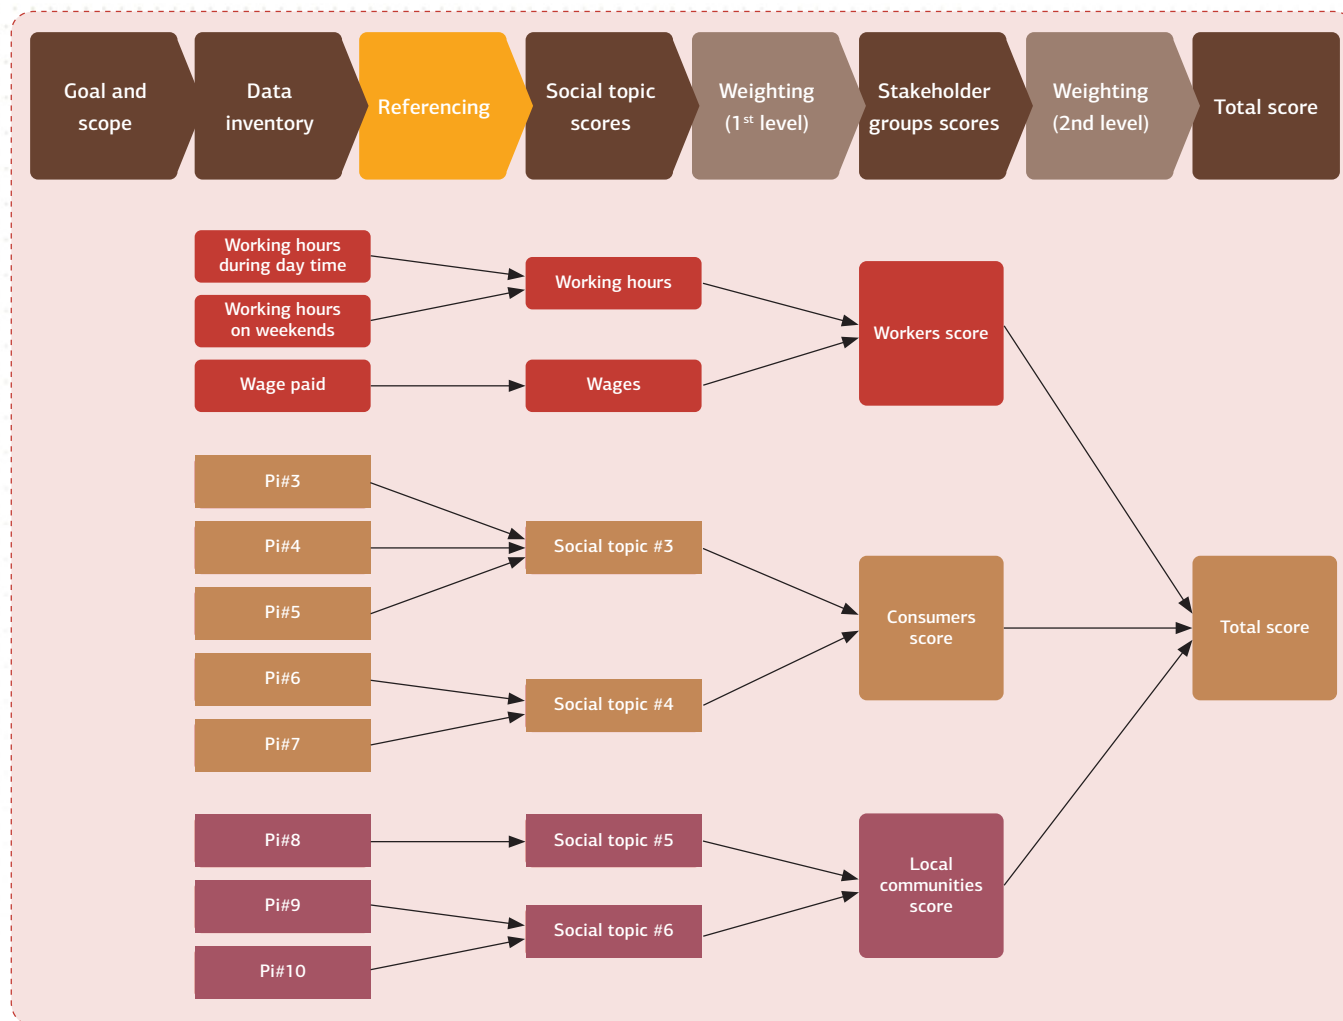 Goal and
scope
Data
inventory
Referencing
Social topic
scores
Weighting
(1st level)
Stakeholder
groups scores
Weighting
(2nd level)
Total score
Working hours
during day time
Working hours
on weekends
Wage paid
Working hours
Wages
Workers score
Pi#3
Pi#4
Pi#5
Pi#6
Pi#7
Social topic #3
Social topic #4
Consumers
score
Total score
Pi#8
Pi#9
Pi#10
Social topic #5
Social topic #6
Local
communities
score